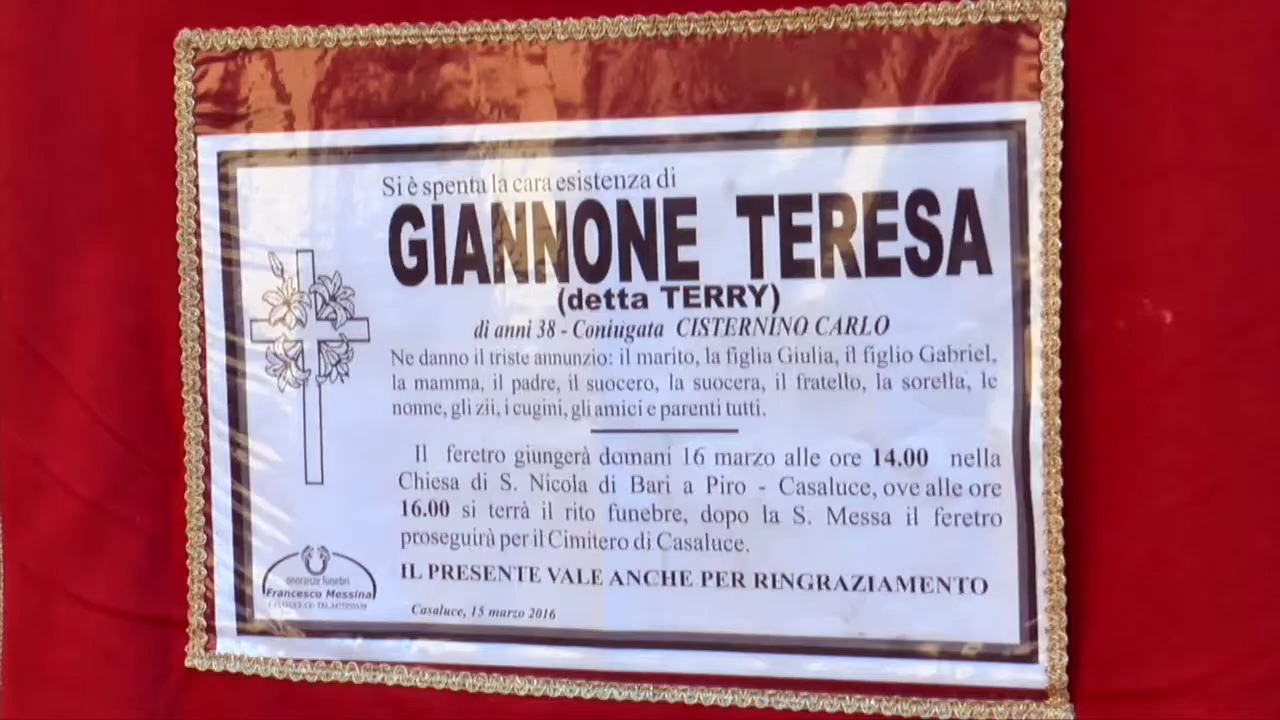 Si è spenta la cara esistenza di
GIANNONE TERESA
(detta TERRY)
di anni 38 - Coniugata CISTERNINO CARLO
Ne danno il triste annunzio: il marito, la figlia Giulia, il figlio Gabriel,
la mamma, il padre, il suocero, la suocera, il fratello, la sorella, le
nonne, gli zii, i cugini, gli amici e parenti tutti.
Il feretro giungerà domani 16 marzo alle ore 14.00 nella
Chiesa di S. Nicola di Bari a Piro - Casaluce, ove alle ore
16.00 si terrà il rito funebre, dopo la S. Messa il feretro
proseguirà per il Cimitero di Casaluce.
IL PRESENTE VALE ANCHE PER RINGRAZIAMENTO
Casaluce, 15 marzo 2016
onoranze funebri
Francesco Messina